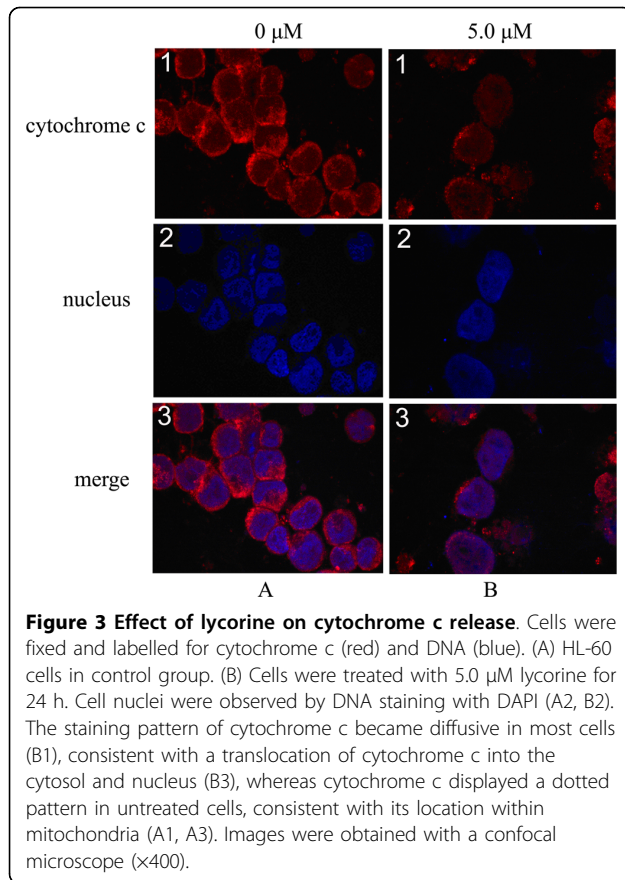 0 μM 5.0 μM
1 1
cytochrome c
2 2
nucleus
3 3
merge
A B
Figure 3 Effect of lycorine on cytochrome c release. Cells were
fixed and labelled for cytochrome c (red) and DNA (blue). (A) HL-60
cells in control group. (B) Cells were treated with 5.0 μM lycorine for
24 h. Cell nuclei were observed by DNA staining with DAPI (A2, B2).
The staining pattern of cytochrome c became diffusive in most cells
(B1), consistent with a translocation of cytochrome c into the
cytosol and nucleus (B3), whereas cytochrome c displayed a dotted
pattern in untreated cells, consistent with its location within
mitochondria (A1, A3). Images were obtained with a confocal
microscope (×400).